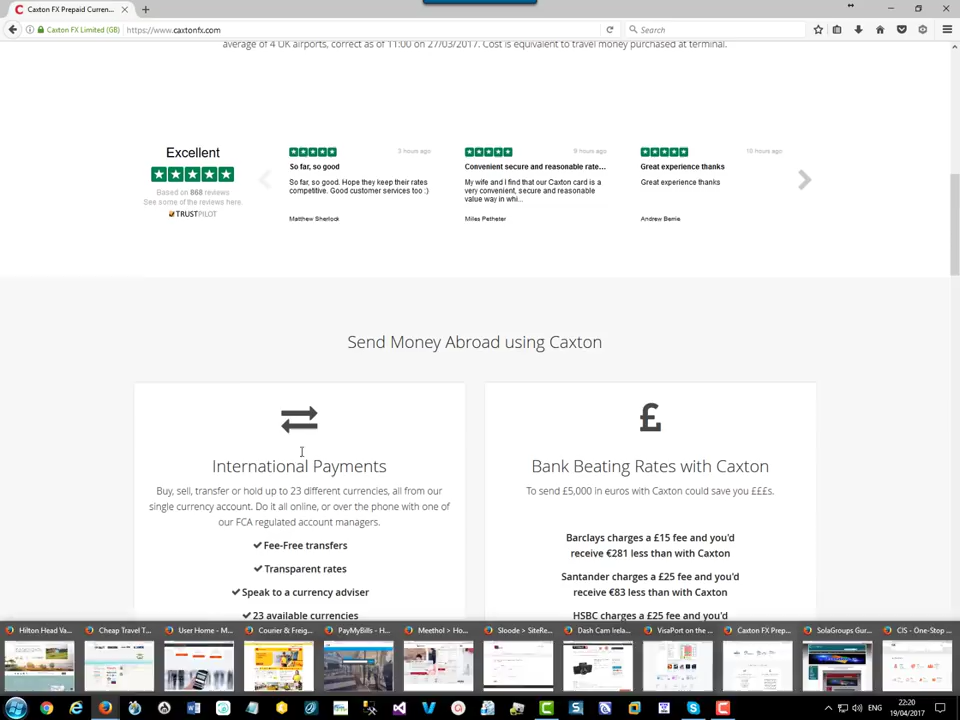 Caxton FX Prepaid Curren...
Caxton FX Limited (GB)
https://www.caxtonfx.com
Search
average of 4 UK airports, correct as of 11:00 on 27/03/2017. Cost is equivalent to travel money purchased at terminal.
Excellent
Based on 868 reviews
See some of the reviews here.
TRUSTPILOT
3 hours ago
So far, so good
So far, so good. Hope they keep their rates
competitive. Good customer services too :)
Matthew Sherlock
9 hours ago
Convenient secure and reasonable rate...
My wife and I find that our Caxton card is a
very convenient, secure and reasonable
value way in whi...
Miles Petheter
10 hours ago
Great experience thanks
Great experience thanks
Andrew Berrie
Send Money Abroad using Caxton
International Payments
Buy, sell, transfer or hold up to 23 different currencies, all from our
single currency account. Do it all online, or over the phone with one of
our FCA regulated account managers.
Fee-Free transfers
Transparent rates
Speak to a currency adviser
23 available currencies
£
Bank Beating Rates with Caxton
To send £5,000 in euros with Caxton could save you £££s.
Barclays charges a £15 fee and you'd
receive €281 less than with Caxton
Santander charges a £25 fee and you'd
receive €83 less than with Caxton
HSBC charges a £25 fee and you'd
Hilton Head Va...
Cheap Travel T...
User Home - M...
Courier & Freig...
PayMyBills - H...
Meethol > Ho...
Sloode > SiteRe...
Dash Cam Irela...
VisaPort on the ...
Caxton FX Prep...
SolaGroups Gur...
CIS - One-Stop ...
ENG
22:20
19/04/2017